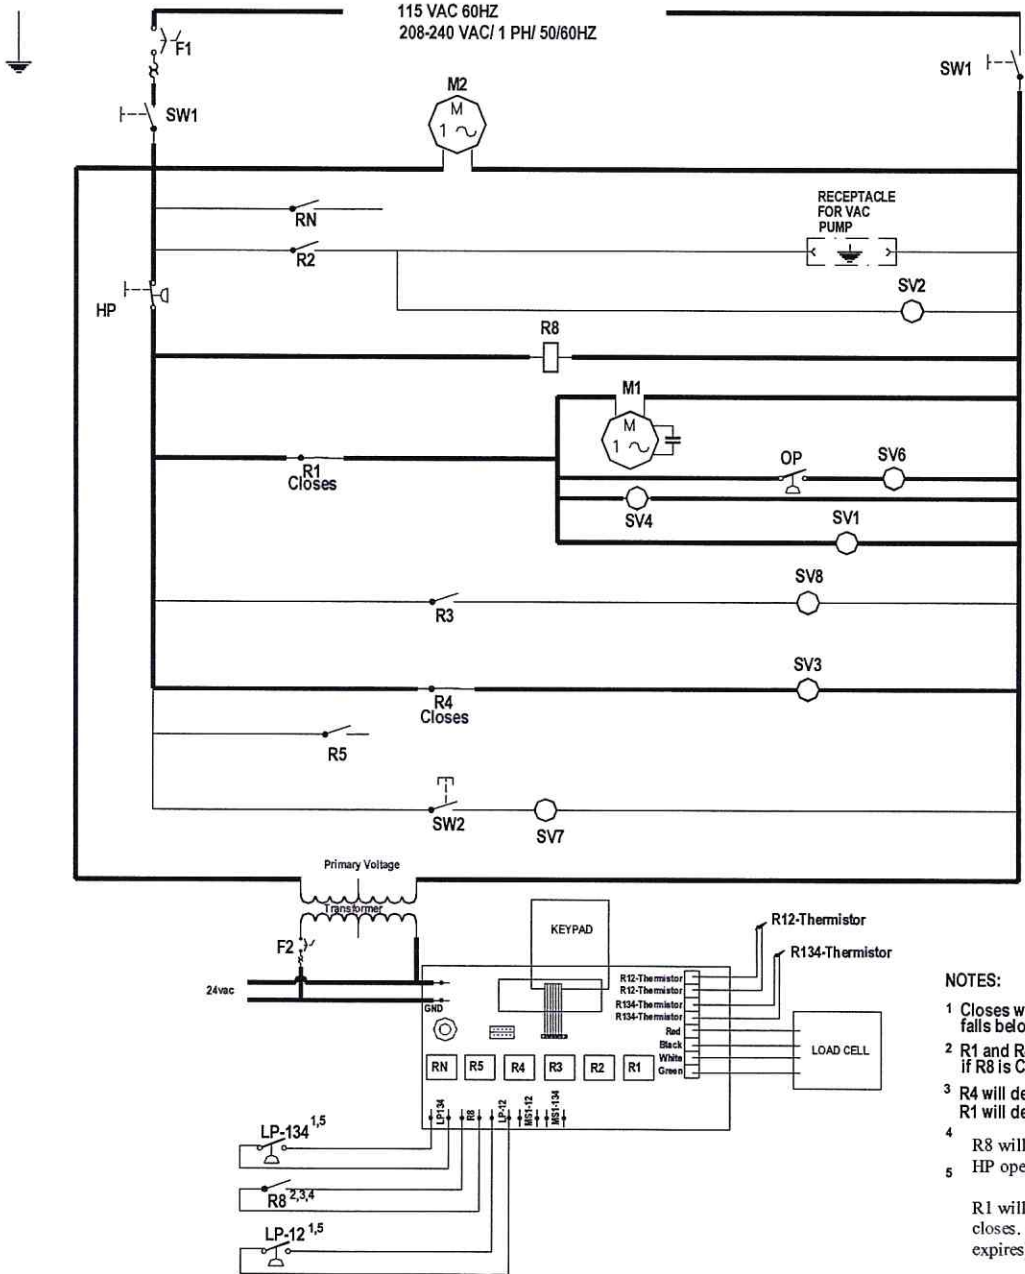 115 VAC 60HZ
208-240 VAC/ 1 PH/ 50/60HZ
F1
SW1
SW1
M2
M
1
RN
RECEPTACLE
FOR VAC
PUMP
R2
SV2
HP
R8
M1
M
1
OP
SV6
R1
Closes
SV4
SV1
SV8
R3
SV3
R4
Closes
R5
SW2
SV7
Primary Voltage
Transformer
F2
24vac
GND
KEYPAD
R12-Thermistor
R134-Thermistor
R12-Thermistor
R12-Thermistor
R134-Thermistor
R134-Thermistor
Red
Black
White
Green
LOAD CELL
RN
R5
R4
R3
R2
R1
LP134
R8
LP-12
MS1-12
MS1-134
LP-134 1,5
R8 2,3,4
LP-12 1,5
NOTES:
1 Closes w
falls belo
2 R1 and R
if R8 is C
3 R4 will de
R1 will de
4 R8 will
5 HP ope
R1 will
closes.
expires